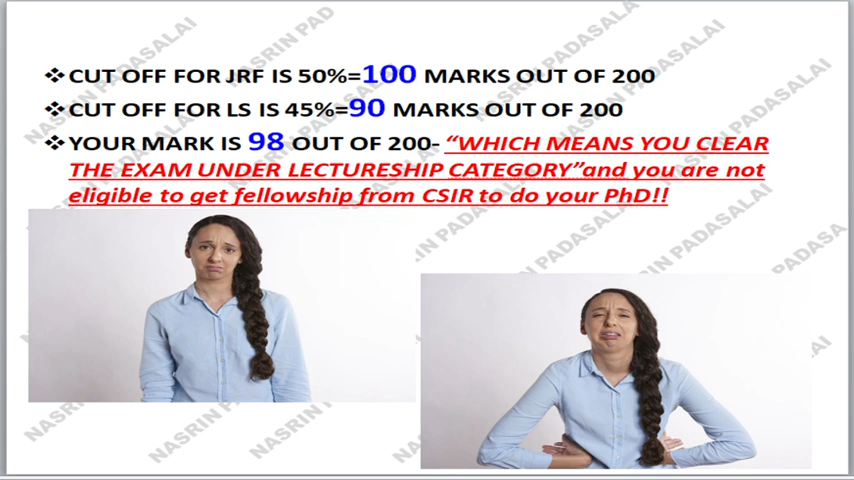 ❖CUT OFF FOR JRF IS 50%=100 MARKS OUT OF 200
❖CUT OFF FOR LS IS 45%=90 MARKS OUT OF 200
❖YOUR MARK IS 98 OUT OF 200- “WHICH MEANS YOU CLEAR
THE EXAM UNDER LECTURESHIP CATEGORY”and you are not
eligible to get fellowship from CSIR to do your PhD!!
NASRIN PADASALAI